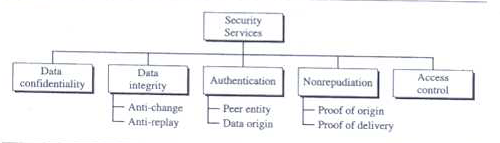 Security
Services
Data
confidentiality
Data
integrity
Authentication
Nonrepudiation
Access
control
Anti-change
Anti-replay
Peer entity
Data origin
Proof of origin
Proof of delivery